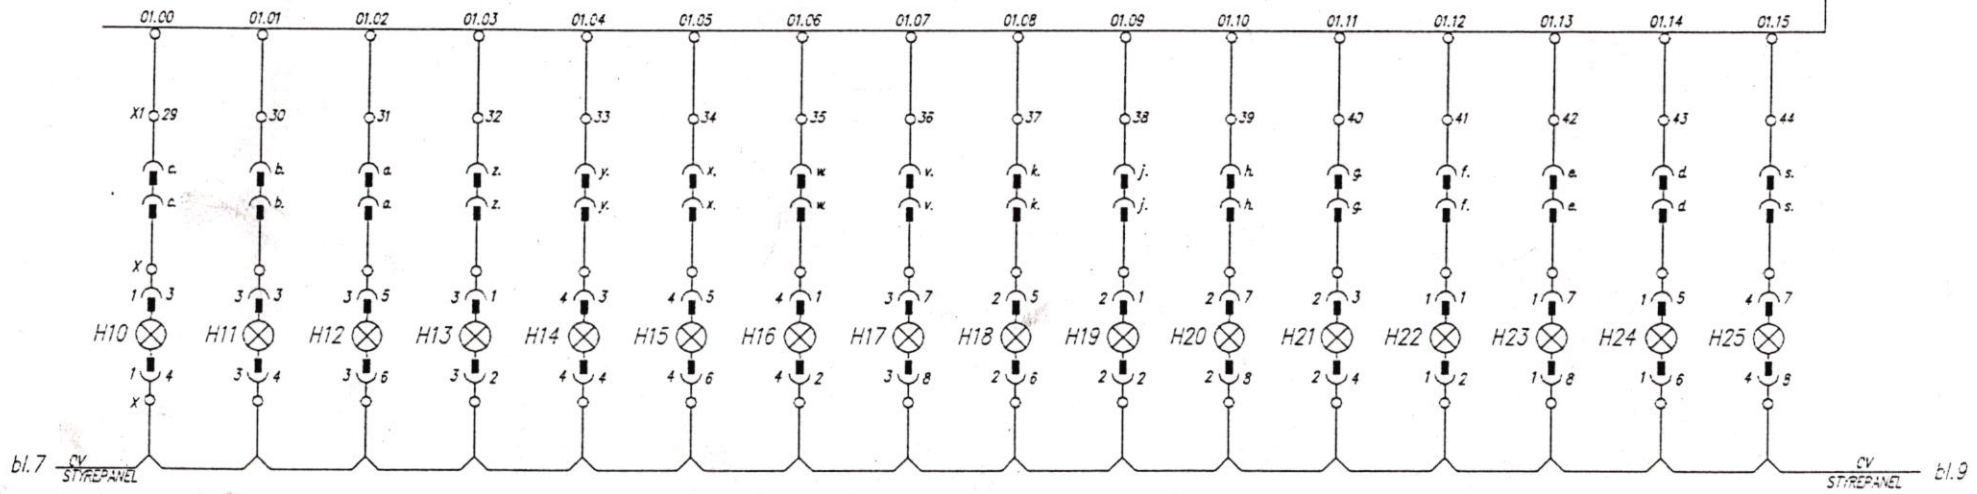 01.00 01.01 01.02 01.03 01.04 01.05 01.06 01.07 01.08 01.09 01.10 01.11 01.12 01.13 01.14 01.15
X1 29 30 31 32 33 34 35 36 37 38 39 40 41 42 43 44
c. b. a. z. y. x. w. v. k. j. h. g. f. e. d. s.
c. b. a. z. y. x. w. v. k. j. h. g. f. e. d. s.
X
1 3 3 3 3 5 3 1 4 3 4 5 4 1 3 7 2 5 2 1 2 7 2 3 1 1 1 7 1 5 4 7
H10 H11 H12 H13 H14 H15 H16 H17 H18 H19 H20 H21 H22 H23 H24 H25
1 4 3 4 3 6 3 2 4 4 4 6 4 2 3 8 2 6 2 2 2 8 2 4 1 2 1 8 1 6 4 8
X
bl.7 0V 0V bl.9
STYREPANEL STYREPANEL